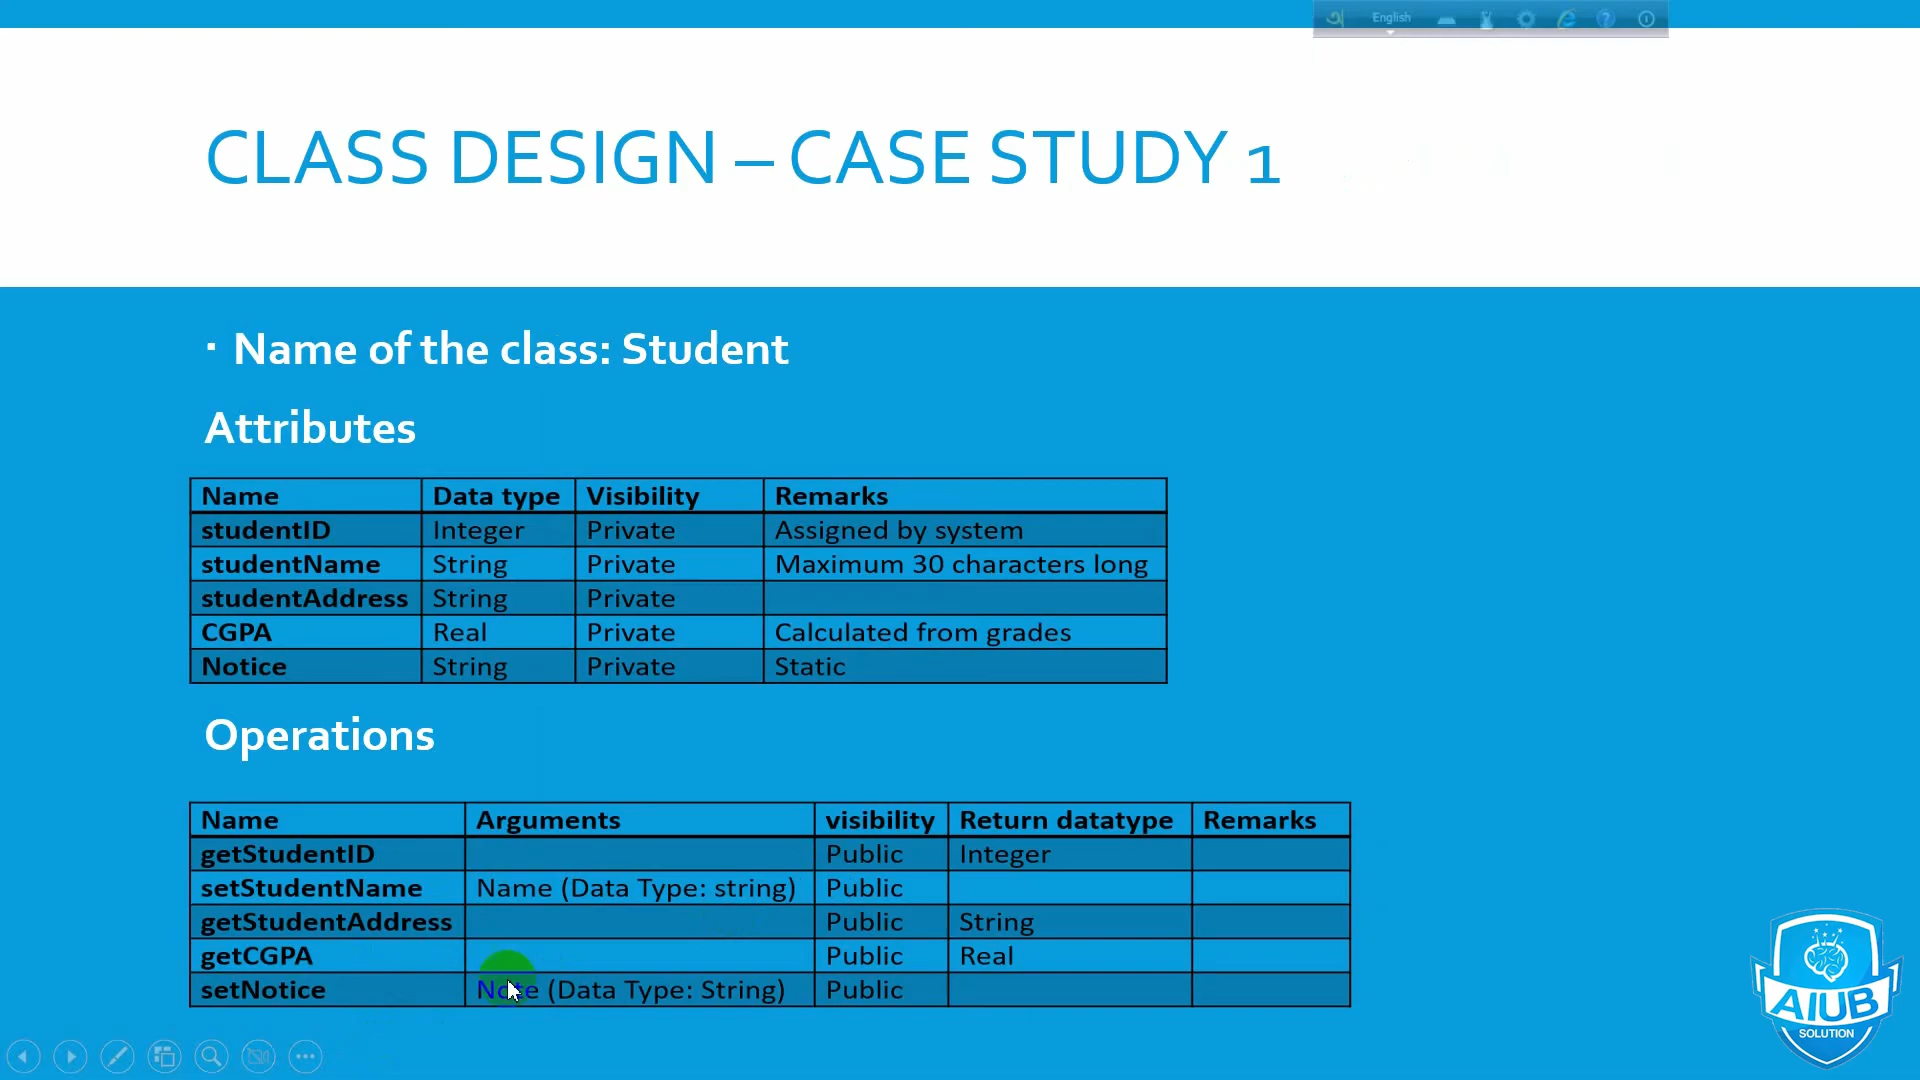 English
CLASS DESIGN – CASE STUDY 1
▪ Name of the class: Student
Attributes
Name Data type Visibility Remarks
studentID Integer Private Assigned by system
studentName String Private Maximum 30 characters long
studentAddress String Private
CGPA Real Private Calculated from grades
Notice String Private Static
Operations
Name Arguments visibility Return datatype Remarks
getStudentID Public Integer
setStudentName Name (Data Type: string) Public
getStudentAddress Public String
getCGPA Public Real
setNotice Note (Data Type: String) Public
AIUB
SOLUTION